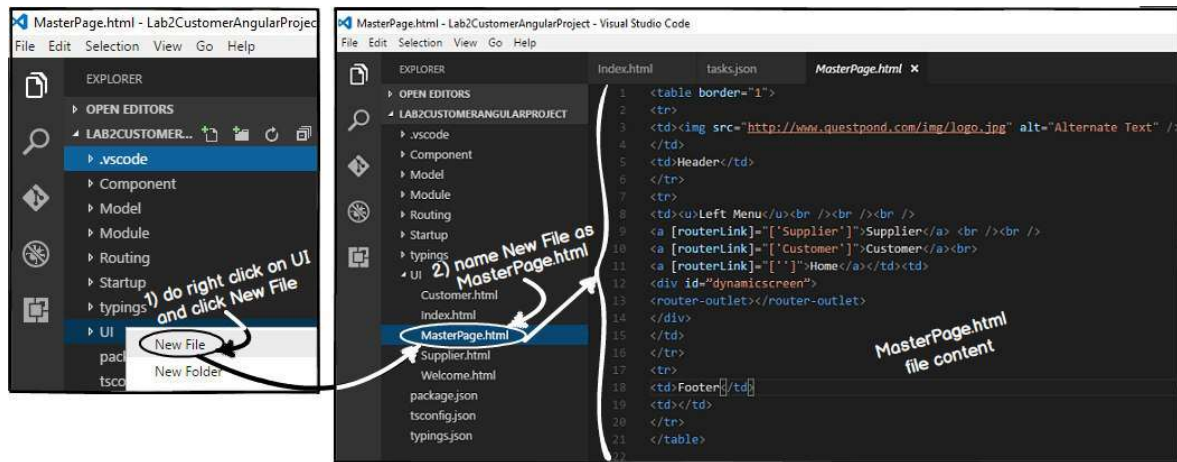 MasterPage.html - Lab2CustomerAngularProjec
File Edit Selection View Go Help
EXPLORER
OPEN EDITORS
LAB2CUSTOMER...
.vscode
Component
Model
Module
Routing
Startup
typings
UI
pac
tsco
New File
New Folder
1) do right click on UI
and click New File
MasterPage.html - Lab2CustomerAngularProject - Visual Studio Code
File Edit Selection View Go Help
EXPLORER
OPEN EDITORS
LAB2CUSTOMERANGULARPROJECT
.vscode
Component
Model
Module
Routing
Startup
typings
UI
Customer.html
Index.html
MasterPage.html
Supplier.html
Welcome.html
package.json
tsconfig.json
typings.json
2) name New File as
MasterPage.html
Index.html tasks.json MasterPage.html ×
1 <table border="1">
2 <tr>
3 <td><img src="http://www.questpond.com/img/logo.jpg" alt="Alternate Text" />
4 </td>
5 <td>Header</td>
6 </tr>
7 <tr>
8 <td><u>Left Menu</u><br /><br /><br />
9 <a [routerLink]="['Supplier']">Supplier</a> <br /><br />
10 <a [routerLink]="['Customer']">Customer</a><br>
11 <a [routerLink]="['']">Home</a></td><td>
12 <div id=”dynamicscreen”>
13 <router-outlet></router-outlet>
14 </div>
15 </td>
16 </tr>
17 <tr>
18 <td>Footer</td>
19 <td></td>
20 </tr>
21 </table>
22
MasterPage.html
file content